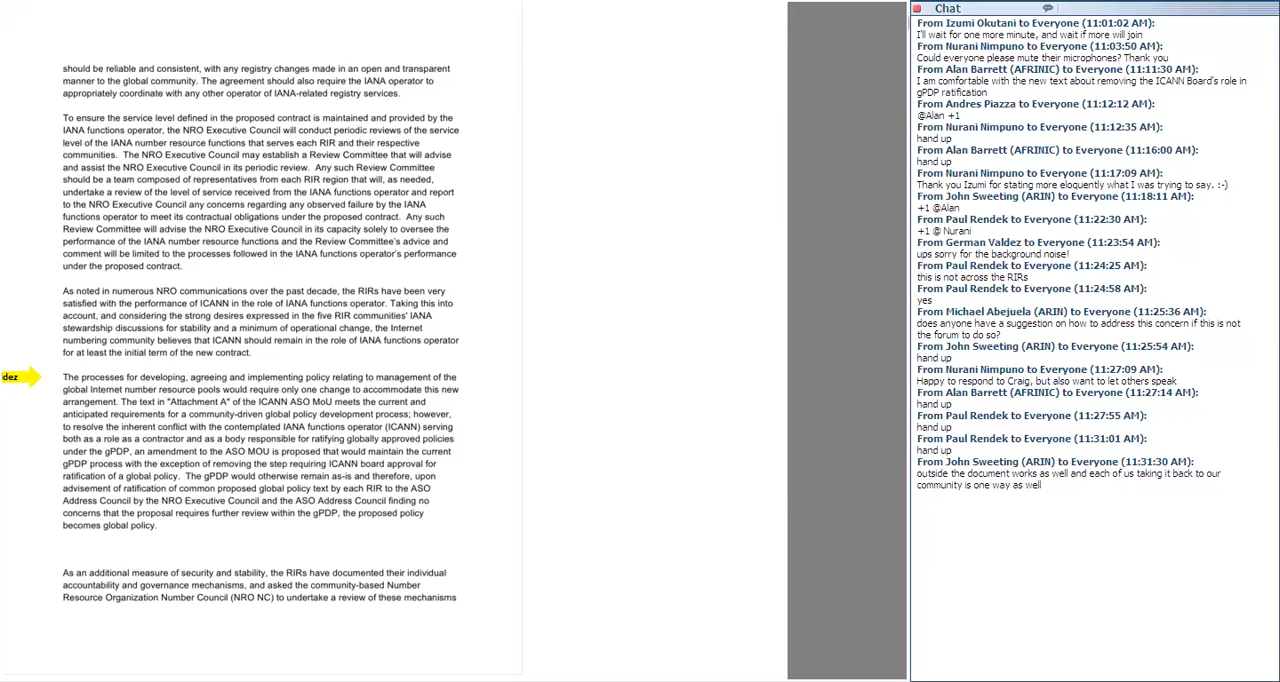 should be reliable and consistent, with any registry changes made in an open and transparent
manner to the global community. The agreement should also require the IANA operator to
appropriately coordinate with any other operator of IANA-related registry services.
To ensure the service level defined in the proposed contract is maintained and provided by the
IANA functions operator, the NRO Executive Council will conduct periodic reviews of the service
level of the IANA number resource functions that serves each RIR and their respective
communities.  The NRO Executive Council may establish a Review Committee that will advise
and assist the NRO Executive Council in its periodic review.  Any such Review Committee
should be a team composed of representatives from each RIR region that will, as needed,
undertake a review of the level of service received from the IANA functions operator and report
to the NRO Executive Council any concerns regarding any observed failure by the IANA
functions operator to meet its contractual obligations under the proposed contract.  Any such
Review Committee will advise the NRO Executive Council in its capacity solely to oversee the
performance of the IANA number resource functions and the Review Committee's advice and
comment will be limited to the processes followed in the IANA functions operator's performance
under the proposed contract.
As noted in numerous NRO communications over the past decade, the RIRs have been very
satisfied with the performance of ICANN in the role of IANA functions operator. Taking this into
account, and considering the strong desires expressed in the five RIR communities' IANA
stewardship discussions for stability and a minimum of operational change, the Internet
numbering community believes that ICANN should remain in the role of IANA functions operator
for at least the initial term of the new contract.
dez
The processes for developing, agreeing and implementing policy relating to management of the
global Internet number resource pools would require only one change to accommodate this new
arrangement. The text in "Attachment A" of the ICANN ASO MoU meets the current and
anticipated requirements for a community-driven global policy development process; however,
to resolve the inherent conflict with the contemplated IANA functions operator (ICANN) serving
both as a role as a contractor and as a body responsible for ratifying globally approved policies
under the gPDP, an amendment to the ASO MOU is proposed that would maintain the current
gPDP process with the exception of removing the step requiring ICANN board approval for
ratification of a global policy.  The gPDP would otherwise remain as-is and therefore, upon
advisement of ratification of common proposed global policy text by each RIR to the ASO
Address Council by the NRO Executive Council and the ASO Address Council finding no
concerns that the proposal requires further review within the gPDP, the proposed policy
becomes global policy.
As an additional measure of security and stability, the RIRs have documented their individual
accountability and governance mechanisms, and asked the community-based Number
Resource Organization Number Council (NRO NC) to undertake a review of these mechanisms
Chat
From Izumi Okutani to Everyone (11:01:02 AM):
I'll wait for one more minute, and wait if more will join
From Nurani Nimpuno to Everyone (11:03:50 AM):
Could everyone please mute their microphones? Thank you
From Alan Barrett (AFRINIC) to Everyone (11:11:30 AM):
I am comfortable with the new text about removing the ICANN Board's role in
gPDP ratification
From Andres Piazza to Everyone (11:12:12 AM):
@Alan +1
From Nurani Nimpuno to Everyone (11:12:35 AM):
hand up
From Alan Barrett (AFRINIC) to Everyone (11:16:00 AM):
hand up
From Nurani Nimpuno to Everyone (11:17:09 AM):
Thank you Izumi for stating more eloquently what I was trying to say. :-)
From John Sweeting (ARIN) to Everyone (11:18:11 AM):
+1 @Alan
From Paul Rendek to Everyone (11:22:30 AM):
+1 @ Nurani
From German Valdez to Everyone (11:23:54 AM):
ups sorry for the background noise!
From Paul Rendek to Everyone (11:24:25 AM):
this is not across the RIRs
From Paul Rendek to Everyone (11:24:58 AM):
yes
From Michael Abejuela (ARIN) to Everyone (11:25:36 AM):
does anyone have a suggestion on how to address this concern if this is not
the forum to do so?
From John Sweeting (ARIN) to Everyone (11:25:54 AM):
hand up
From Nurani Nimpuno to Everyone (11:27:09 AM):
Happy to respond to Craig, but also want to let others speak
From Alan Barrett (AFRINIC) to Everyone (11:27:14 AM):
hand up
From Paul Rendek to Everyone (11:27:55 AM):
hand up
From Paul Rendek to Everyone (11:31:01 AM):
hand up
From John Sweeting (ARIN) to Everyone (11:31:30 AM):
outside the document works as well and each of us taking it back to our
community is one way as well